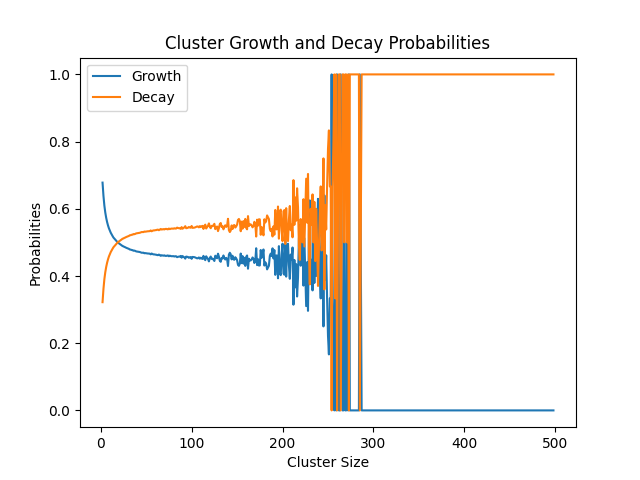 Cluster Growth and Decay Probabilities
Growth
Decay
1.0
0.8
0.6
0.4
0.2
0.0
Probabilities
0 100 200 300 400 500
Cluster Size